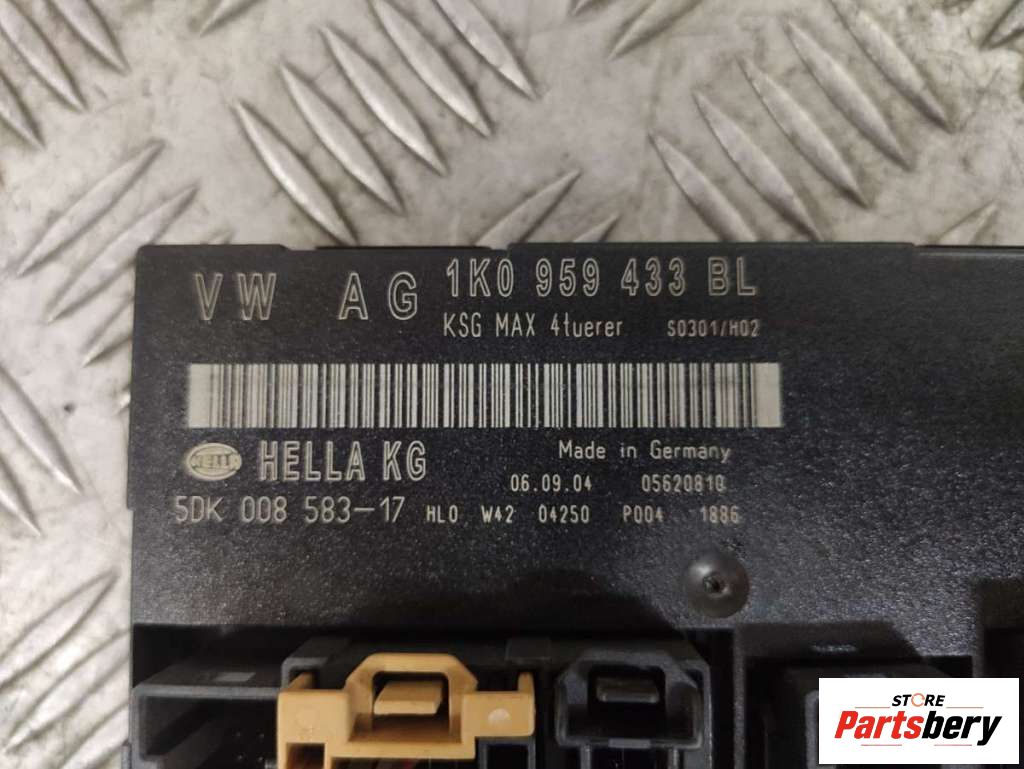 VW AG 1K0 959 433 BL
KSG MAX 4tuerer S0301/H02
HELLA HELLA KG Made in Germany
06.09.04 05620810
5DK 008 583-17 HL0 W42 04250 P004 1886
STORE
Partsbery